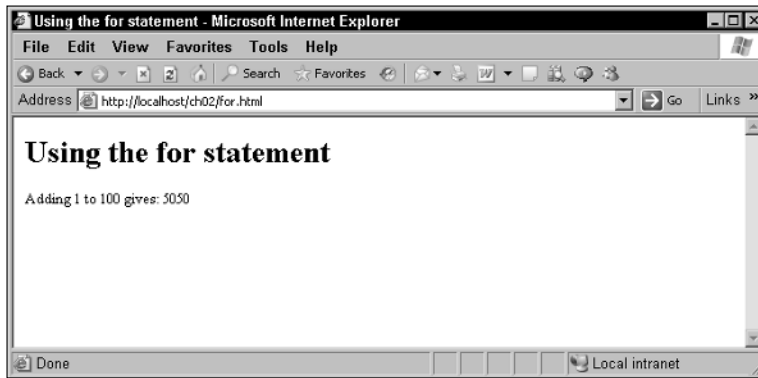 Using the for statement - Microsoft Internet Explorer
File Edit View Favorites Tools Help
Back Search Favorites
Address http://localhost/ch02/for.html Go Links »
Using the for statement
Adding 1 to 100 gives: 5050
Done Local intranet